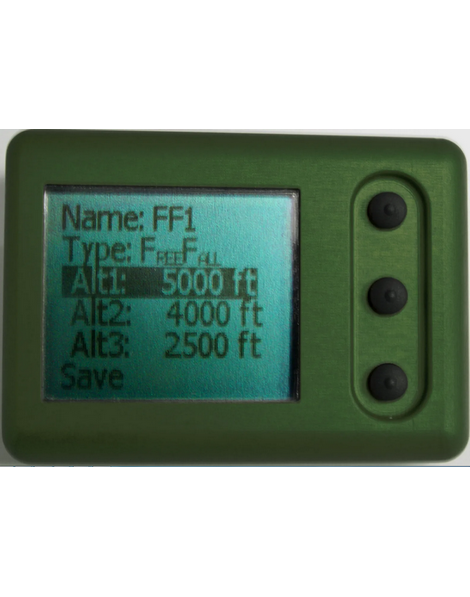 Name: FF1
Type: FREEFALL
Alt1: 5000 ft
Alt2: 4000 ft
Alt3: 2500 ft
Save